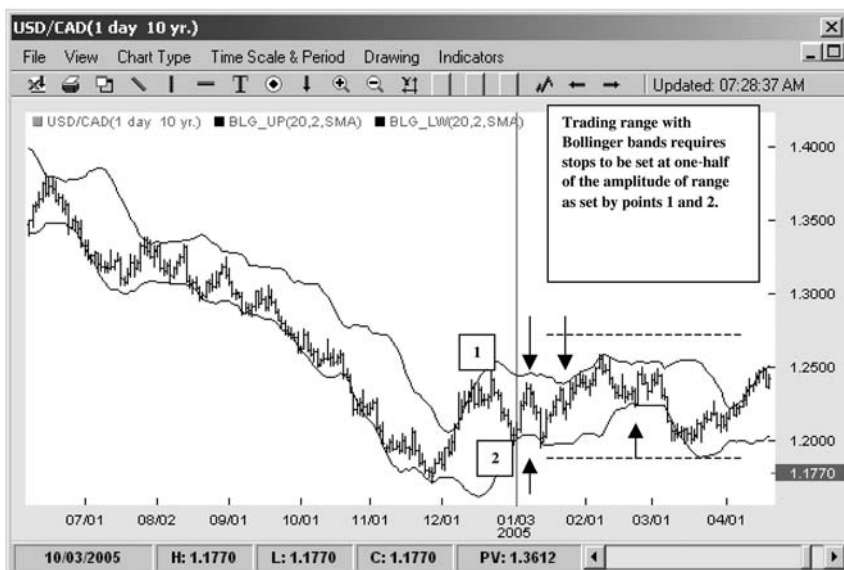 USD/CAD(1 day 10 yr.)
File View Chart Type Time Scale & Period Drawing Indicators
T Updated: 07:28:37 AM
USD/CAD(1 day 10 yr.) BLG_UP(20,2,SMA) BLG_LW(20,2,SMA)
Trading range with
Bollinger bands requires
stops to be set at one-half
of the amplitude of range
as set by points 1 and 2.
1.4000
1.3500
1.3000
1.2500
1.2000
1.1770
1
2
07/01 08/02 09/01 10/01 11/01 12/01 01/03 02/01 03/01 04/01
2005
10/03/2005 H: 1.1770 L: 1.1770 C: 1.1770 PV: 1.3612